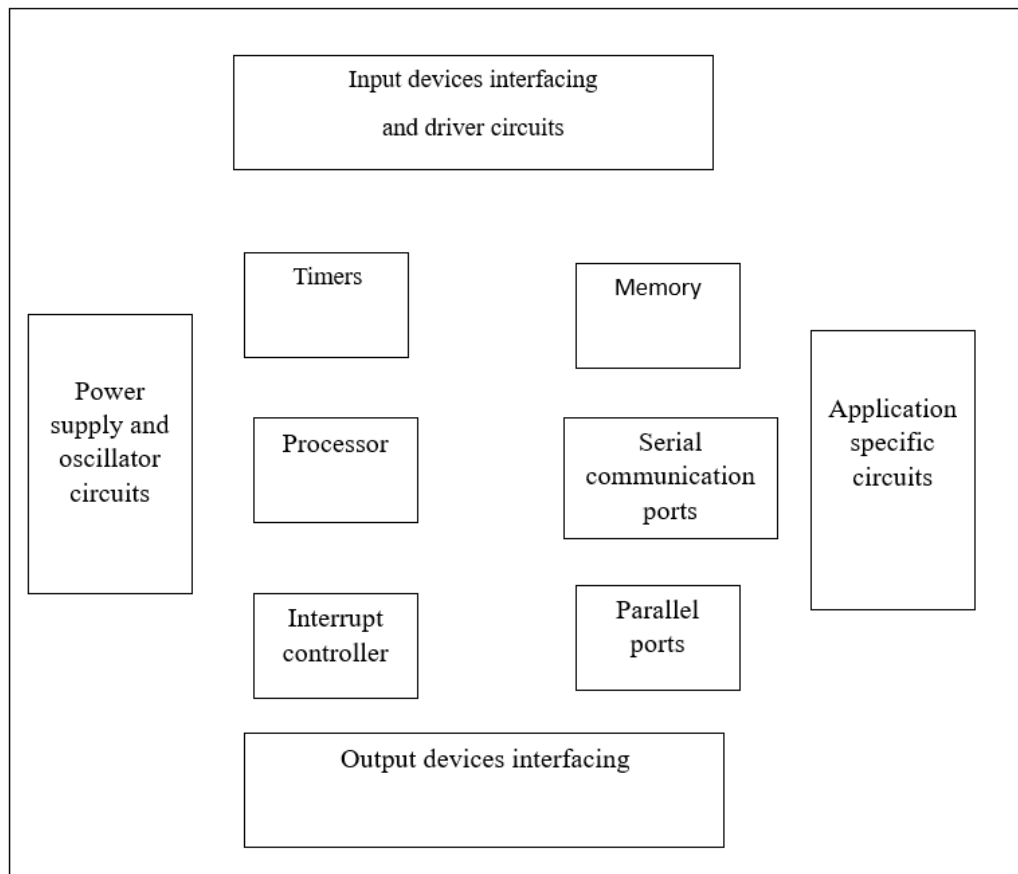 Input devices interfacing
and driver circuits
Timers
Memory
Power
supply and
oscillator
circuits
Processor
Serial
communication
ports
Application
specific
circuits
Interrupt
controller
Parallel
ports
Output devices interfacing